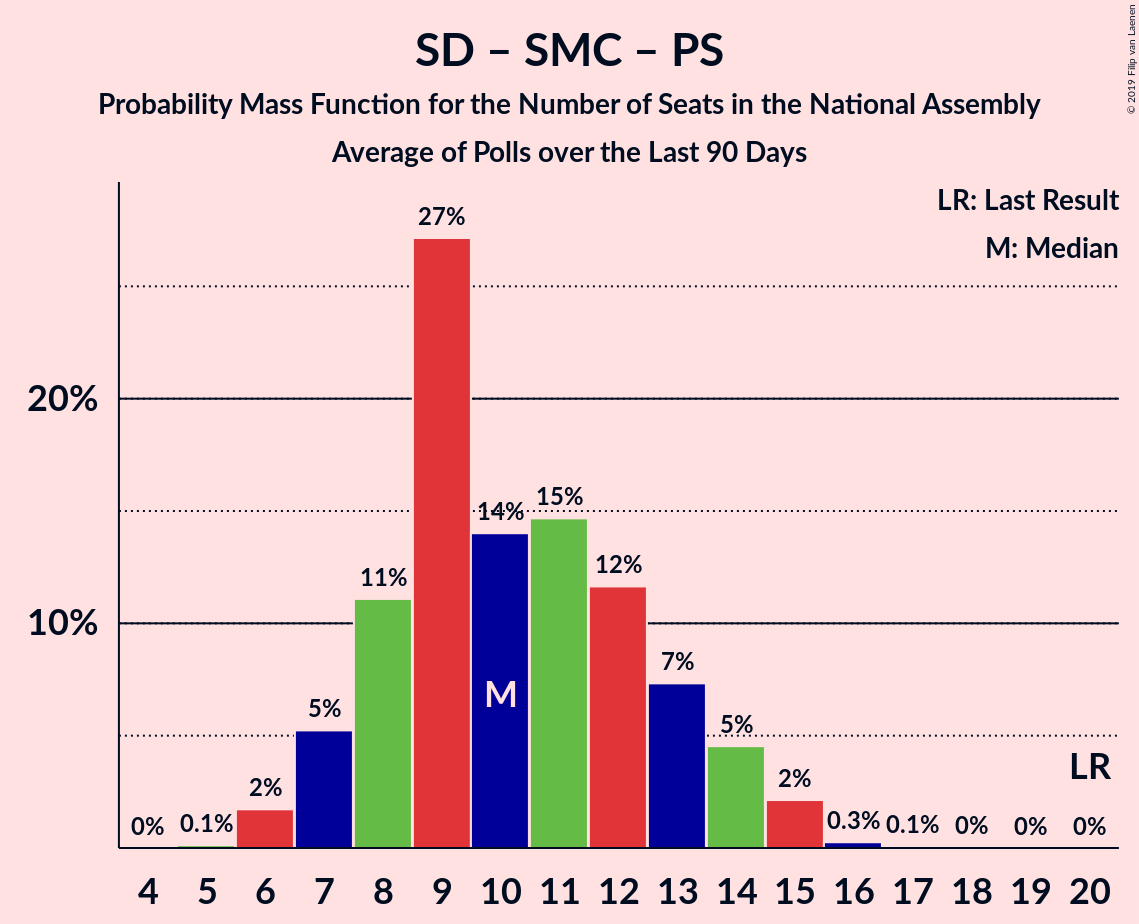 SD – SMC – PS
Probability Mass Function for the Number of Seats in the National Assembly
Average of Polls over the Last 90 Days
© 2019 Filip van Laenen
LR: Last Result
M: Median
27%
20%
14%
15%
12%
11%
10%
7%
M
5%
5%
LR
2%
2%
0%
0.1%
0.3%
0.1%
0%
0%
0%
4 5 6 7 8 9 10 11 12 13 14 15 16 17 18 19 20